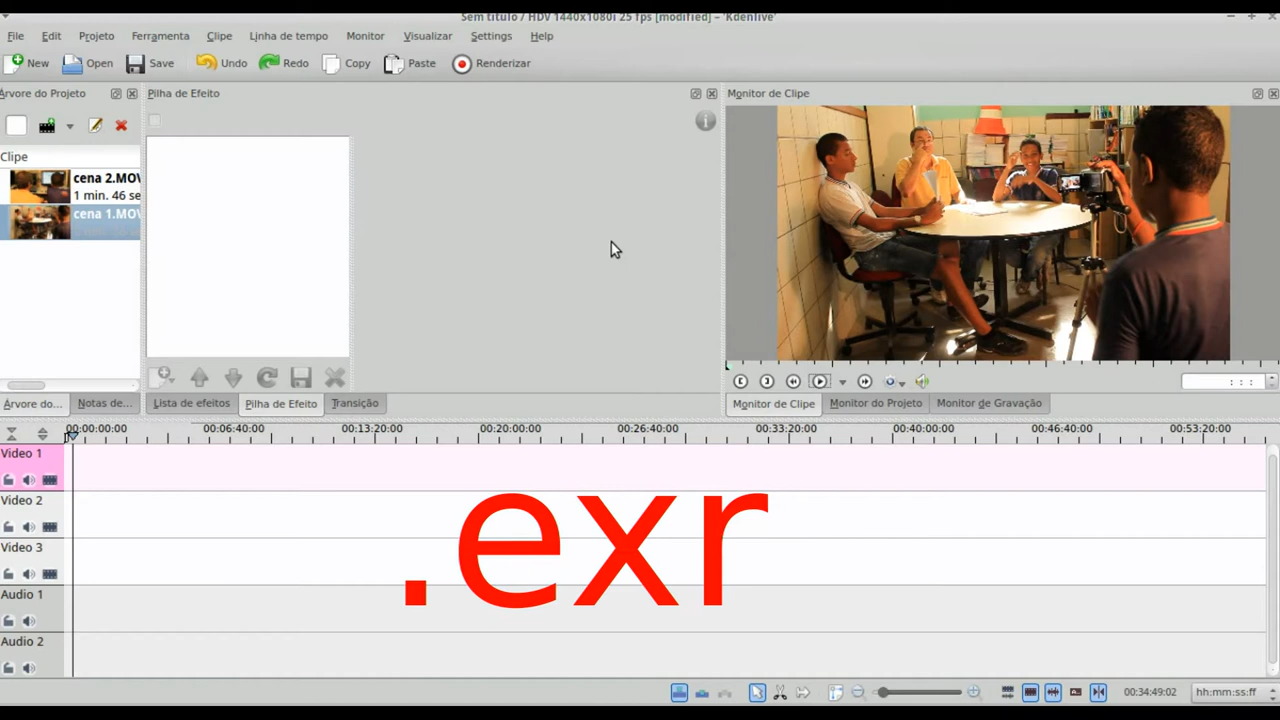 Sem título / HDV 1440x1080i 25 fps [modified] – 'Kdenlive'
File Edit Projeto Ferramenta Clipe Linha de tempo Monitor Visualizar Settings Help
New Open Save Undo Redo Copy Paste Renderizar
Árvore do Projeto Pilha de Efeito Monitor de Clipe
Clipe
cena 2.MOV
1 min. 46 se
cena 1.MOV
Árvore do... Notas de... Lista de efeitos Pilha de Efeito Transição Monitor de Clipe Monitor do Projeto Monitor de Gravação
00:00:00:00 00:06:40:00 00:13:20:00 00:20:00:00 00:26:40:00 00:33:20:00 00:40:00:00 00:46:40:00 00:53:20:00
Video 1
Video 2
Video 3
.exr
Audio 1
Audio 2
00:34:49:02 hh:mm:ss:ff